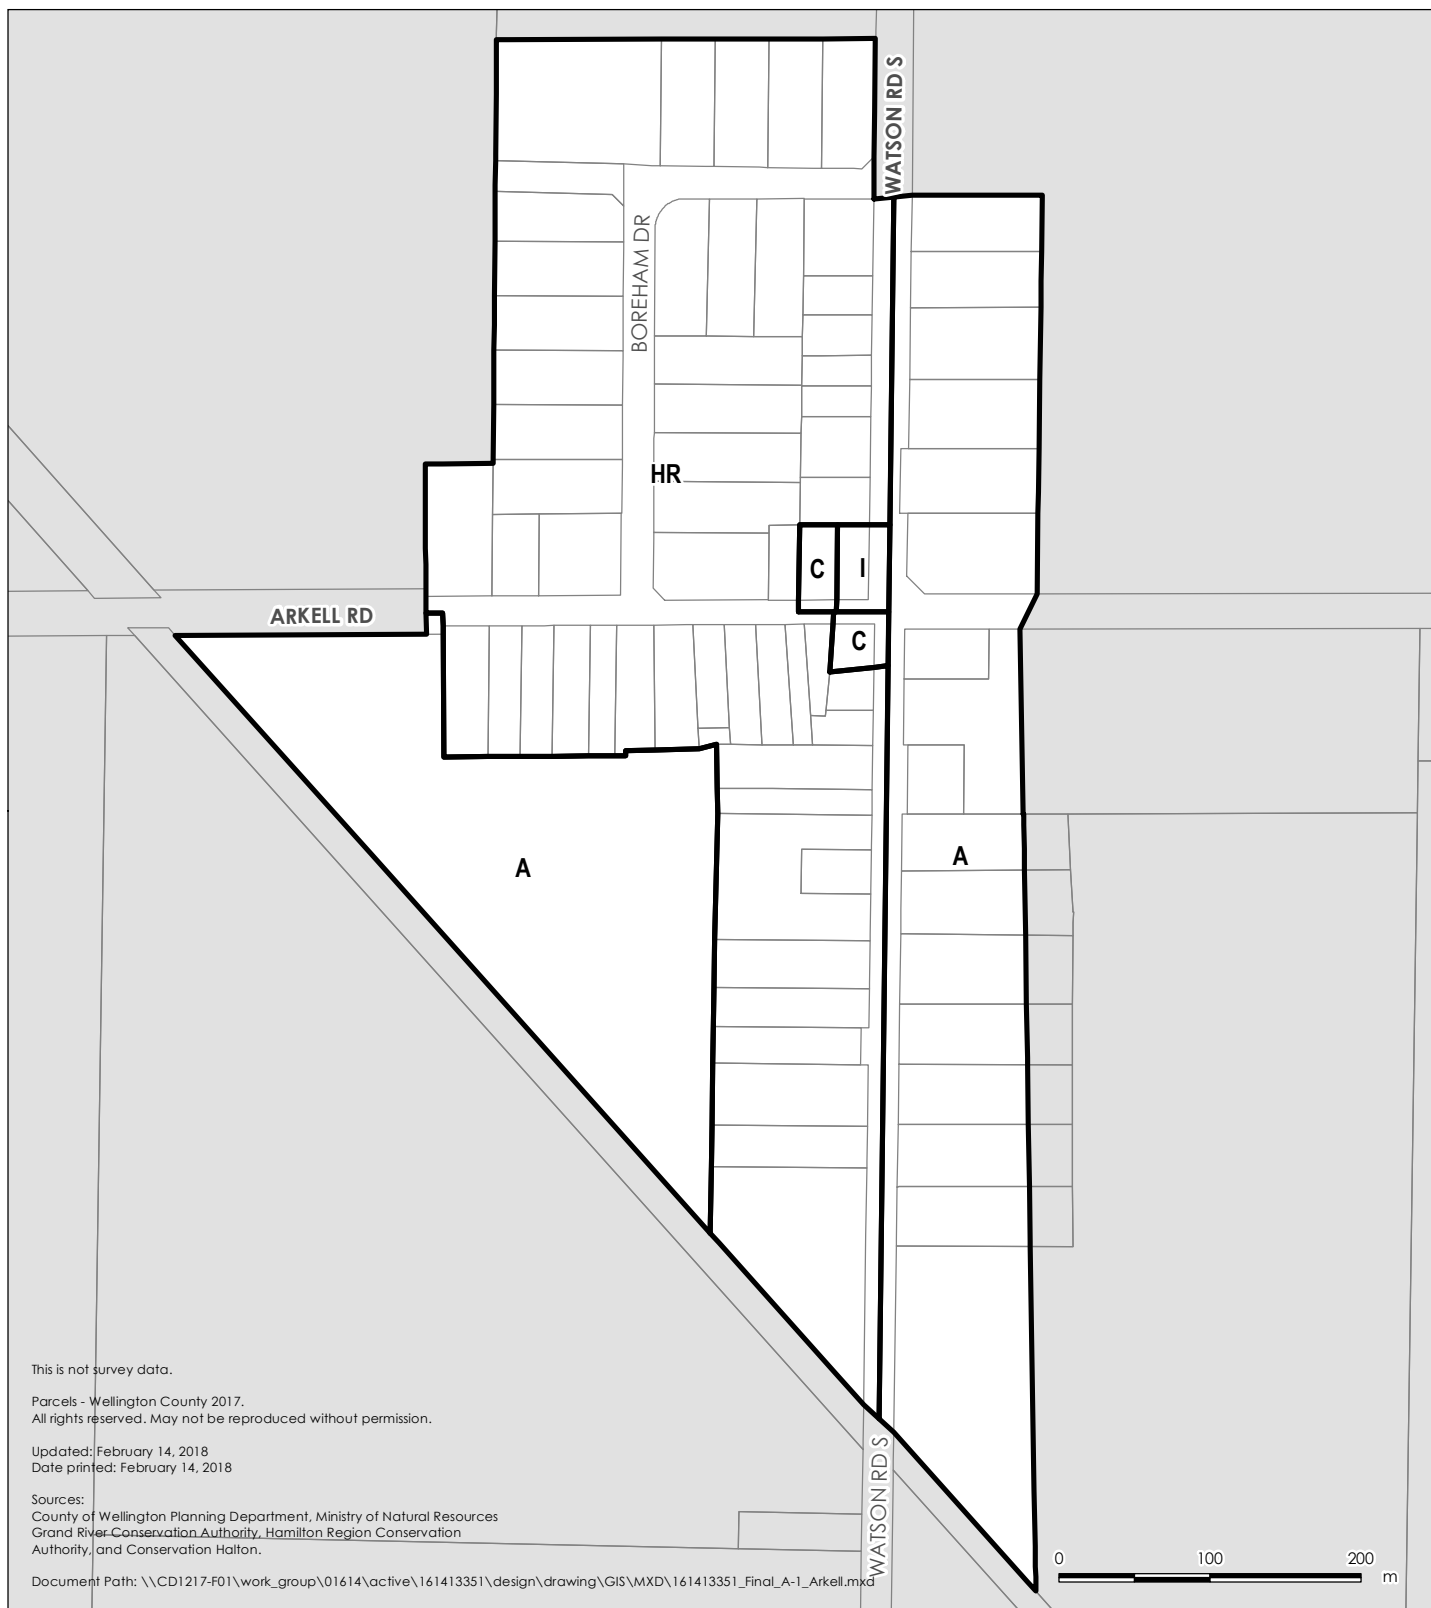 WATSON RD S
BOREHAM DR
HR
C
I
ARKELL RD
C
A
A
This is not survey data.
Parcels - Wellington County 2017.
All rights reserved. May not be reproduced without permission.
Updated: February 14, 2018
Date printed: February 14, 2018
Sources:
County of Wellington Planning Department, Ministry of Natural Resources
Grand River Conservation Authority, Hamilton Region Conservation
Authority, and Conservation Halton.
Document Path: \\CD1217-F01\work_group\01614\active\161413351\design\drawing\GIS\MXD\161413351_Final_A-1_Arkell.mxd
WATSON RD S
0 100 200
m